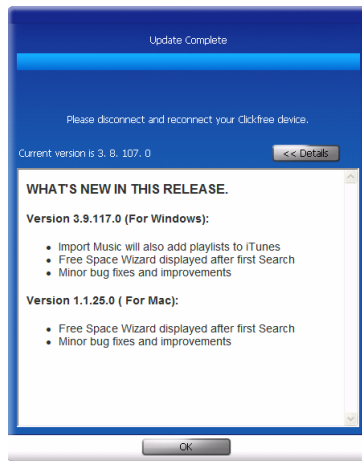 Update Complete
Please disconnect and reconnect your Clickfree device.
Current version is 3. 8. 107. 0
<< Details
WHAT'S NEW IN THIS RELEASE.
Version 3.9.117.0 (For Windows):
• Import Music will also add playlists to iTunes
• Free Space Wizard displayed after first Search
• Minor bug fixes and improvements
Version 1.1.25.0 ( For Mac):
• Free Space Wizard displayed after first Search
• Minor bug fixes and improvements
OK